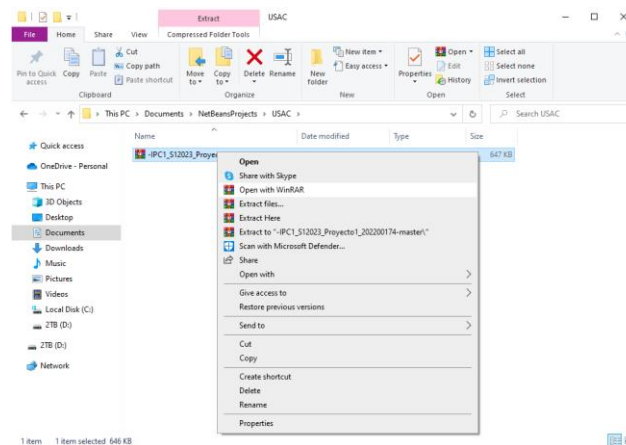 Extract
USAC
File
Home
Share
View
Compressed Folder Tools
Pin to Quick access
Copy
Paste
Cut
Copy path
Paste shortcut
Move to
Copy to
Delete
Rename
New folder
New item
Easy access
Properties
Open
Edit
History
Select all
Select none
Invert selection
Clipboard
Organize
New
Open
Select
This PC > Documents > NetBeansProjects > USAC >
Search USAC
Name
Date modified
Type
Size
-IPC1_S12023_Proye
647 KB
Quick access
OneDrive - Personal
This PC
3D Objects
Desktop
Documents
Downloads
Music
Pictures
Videos
Local Disk (C:)
2TB (D:)
2TB (D:)
Network
Open
Share with Skype
Open with WinRAR
Extract files...
Extract Here
Extract to "-IPC1_S12023_Proyecto1_202200174-master\"
Scan with Microsoft Defender...
Share
Open with
Give access to
Restore previous versions
Send to
Cut
Copy
Create shortcut
Delete
Rename
Properties
1 item
1 item selected 646 KB